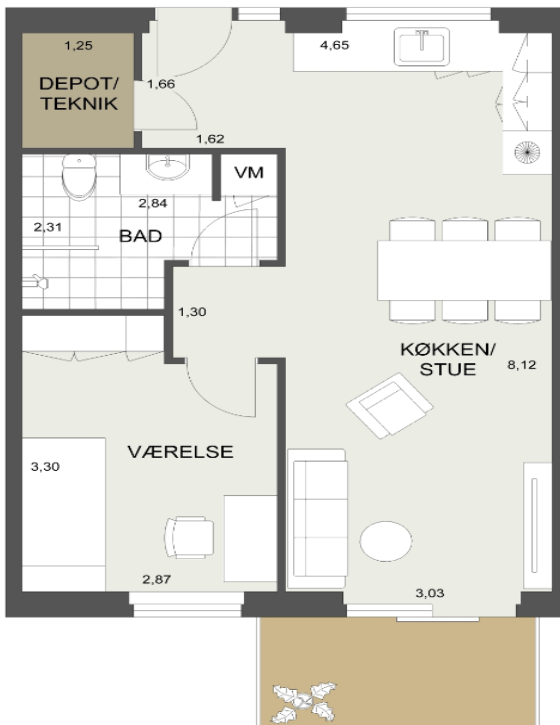 1,25
DEPOT/
TEKNIK
1,66
1,62
4,65
VM
2,84
2,31
BAD
1,30
KØKKEN/
STUE
8,12
VÆRELSE
3,30
2,87
3,03